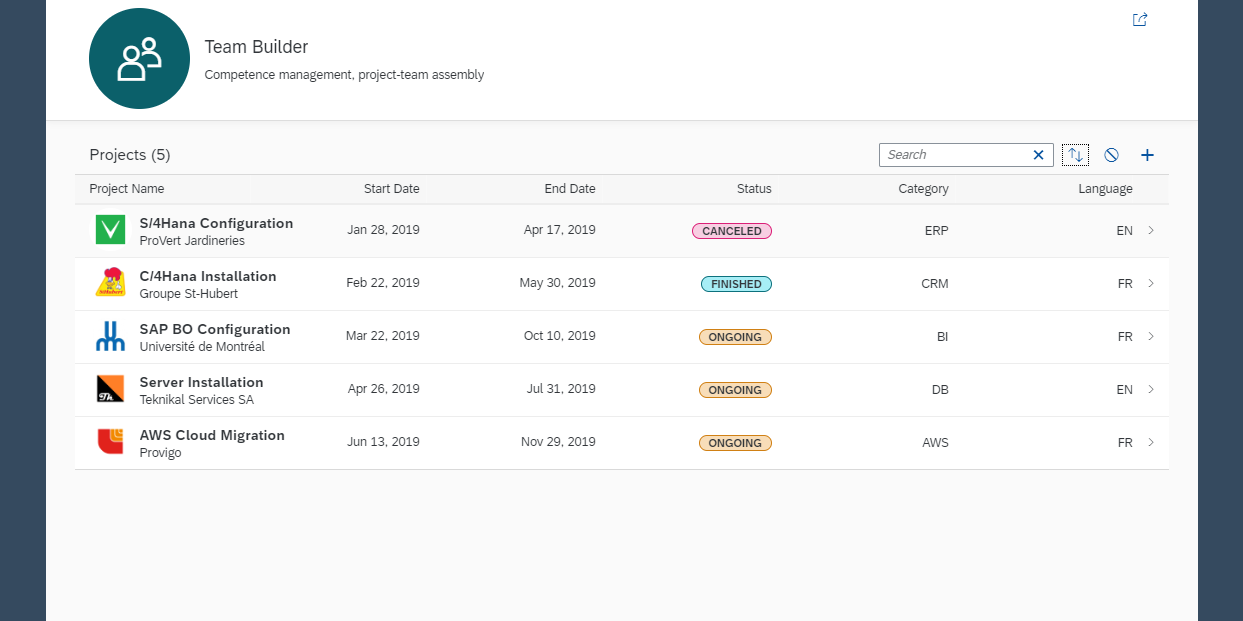 Team Builder
Competence management, project-team assembly
Projects (5)
Search
Project Name Start Date End Date Status Category Language
S/4Hana Configuration
ProVert Jardineries
Jan 28, 2019 Apr 17, 2019 CANCELED ERP EN
C/4Hana Installation
Groupe St-Hubert
Feb 22, 2019 May 30, 2019 FINISHED CRM FR
StHubert
SAP BO Configuration
Université de Montréal
Mar 22, 2019 Oct 10, 2019 ONGOING BI FR
Server Installation
Teknikal Services SA
Apr 26, 2019 Jul 31, 2019 ONGOING DB EN
Th
AWS Cloud Migration
Provigo
Jun 13, 2019 Nov 29, 2019 ONGOING AWS FR